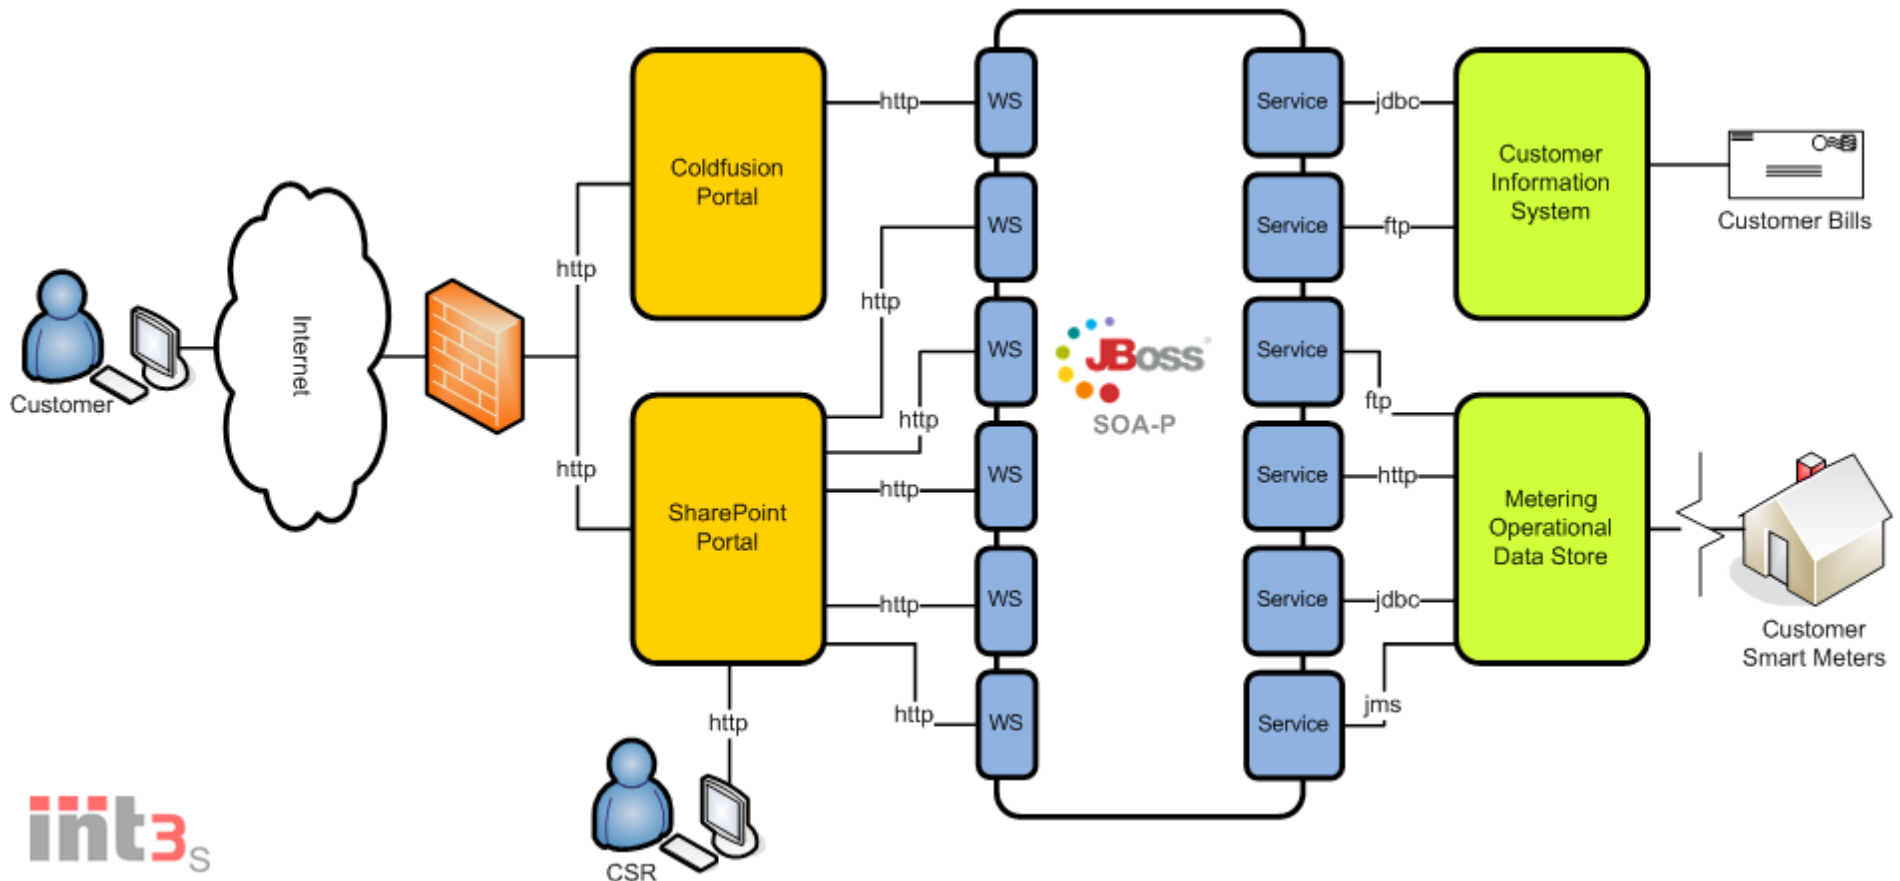 Customer
Internet
http
http
Coldfusion
Portal
SharePoint
Portal
http
CSR
http
http
http
http
http
http
WS
WS
WS
WS
WS
WS
JBoss
SOA-P
Service
Service
Service
Service
Service
Service
jdbc
ftp
ftp
http
jdbc
jms
Customer
Information
System
Metering
Operational
Data Store
Customer Bills
Customer
Smart Meters
int3s